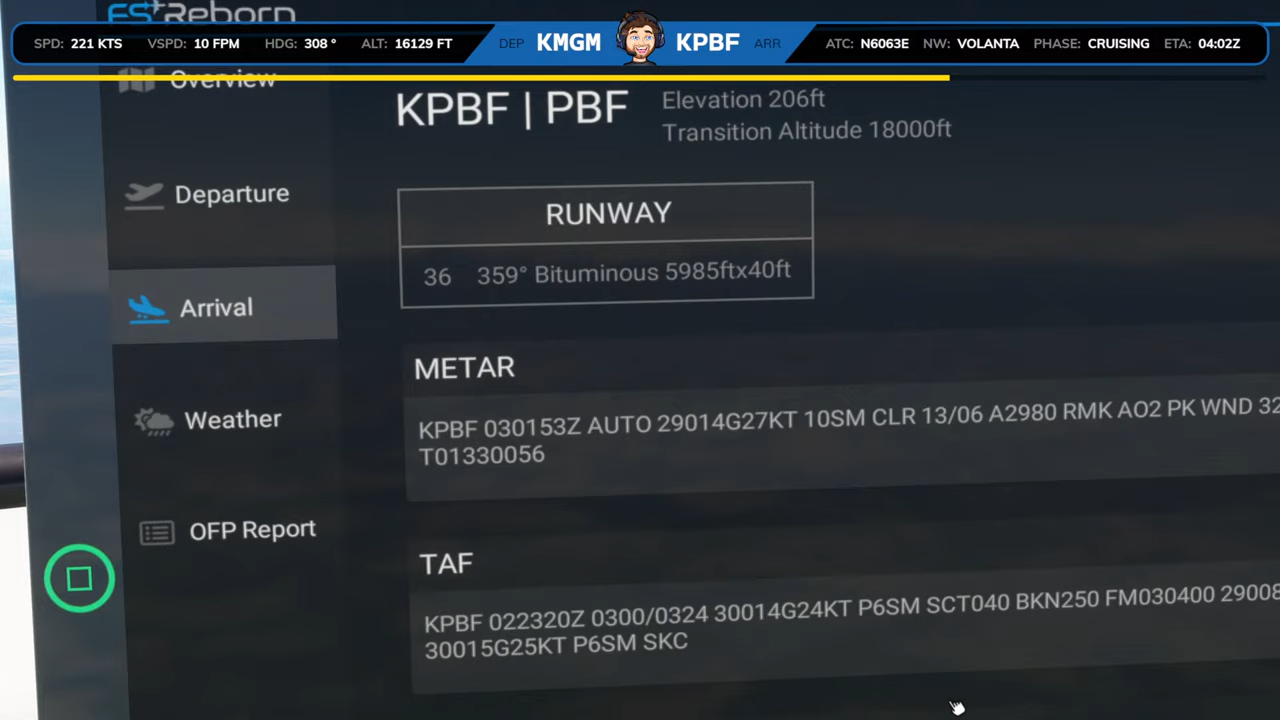 FSReborn
SPD: 221 KTS VSPD: 10 FPM HDG: 308 ° ALT: 16129 FT DEP KMGM KPBF ARR ATC: N6063E NW: VOLANTA PHASE: CRUISING ETA: 04:02Z
Overview
KPBF | PBF
Elevation 206ft
Transition Altitude 18000ft
Departure
RUNWAY
36 359° Bituminous 5985ftx40ft
Arrival
METAR
KPBF 030153Z AUTO 29014G27KT 10SM CLR 13/06 A2980 RMK AO2 PK WND 32
T01330056
Weather
OFP Report
TAF
KPBF 022320Z 0300/0324 30014G24KT P6SM SCT040 BKN250 FM030400 29008
30015G25KT P6SM SKC